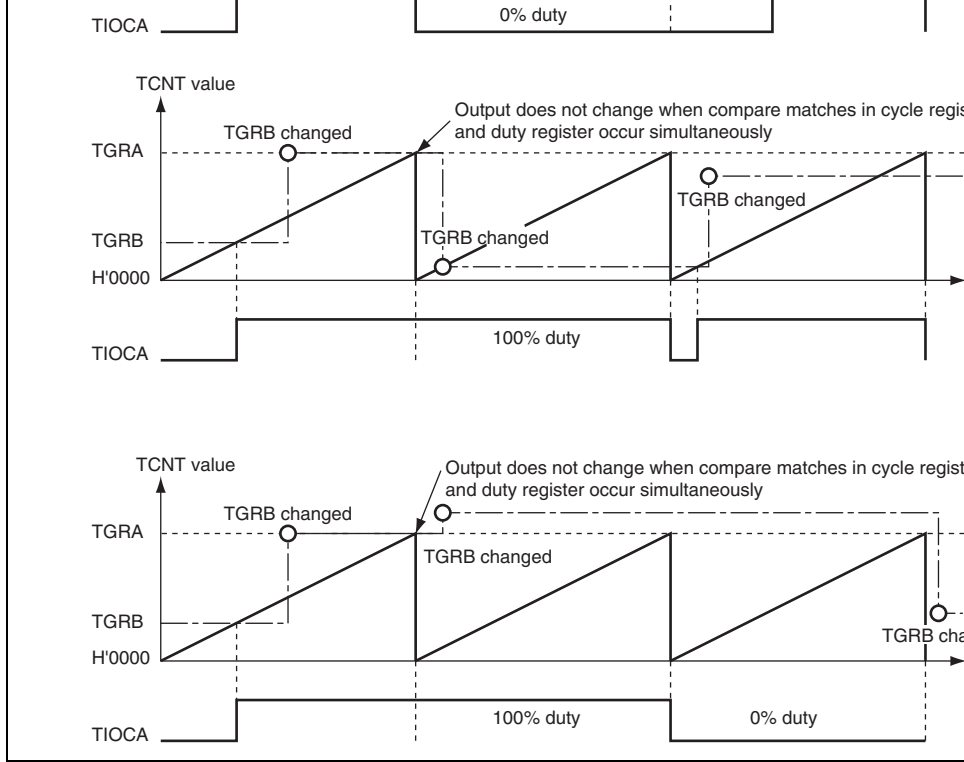 0% duty
TIOCA
TCNT value
Output does not change when compare matches in cycle
TGRB changed
and duty register occur simultaneously
TGRA
TGRB changed
TGRB
TGRB changed
H'0000
100% duty
TIOCA
TCNT value
Output does not change when compare matches in cycle
and duty register occur simultaneously
TGRB changed
TGRA
TGRB changed
TGRB
TGRB
H'0000
100% duty
0% duty
TIOCA